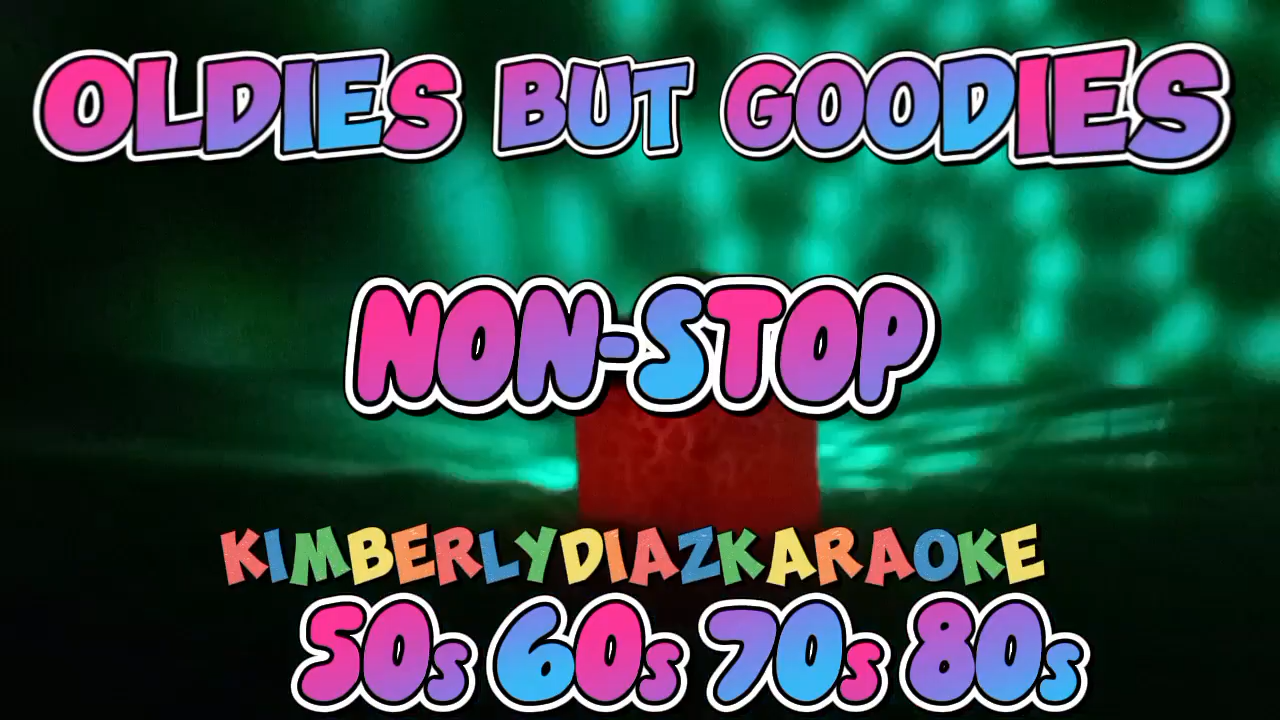 OLDIES BUT GOODIES
NON-STOP
KIMBERLYDIAZKARAOKE
50s 60s 70s 80s